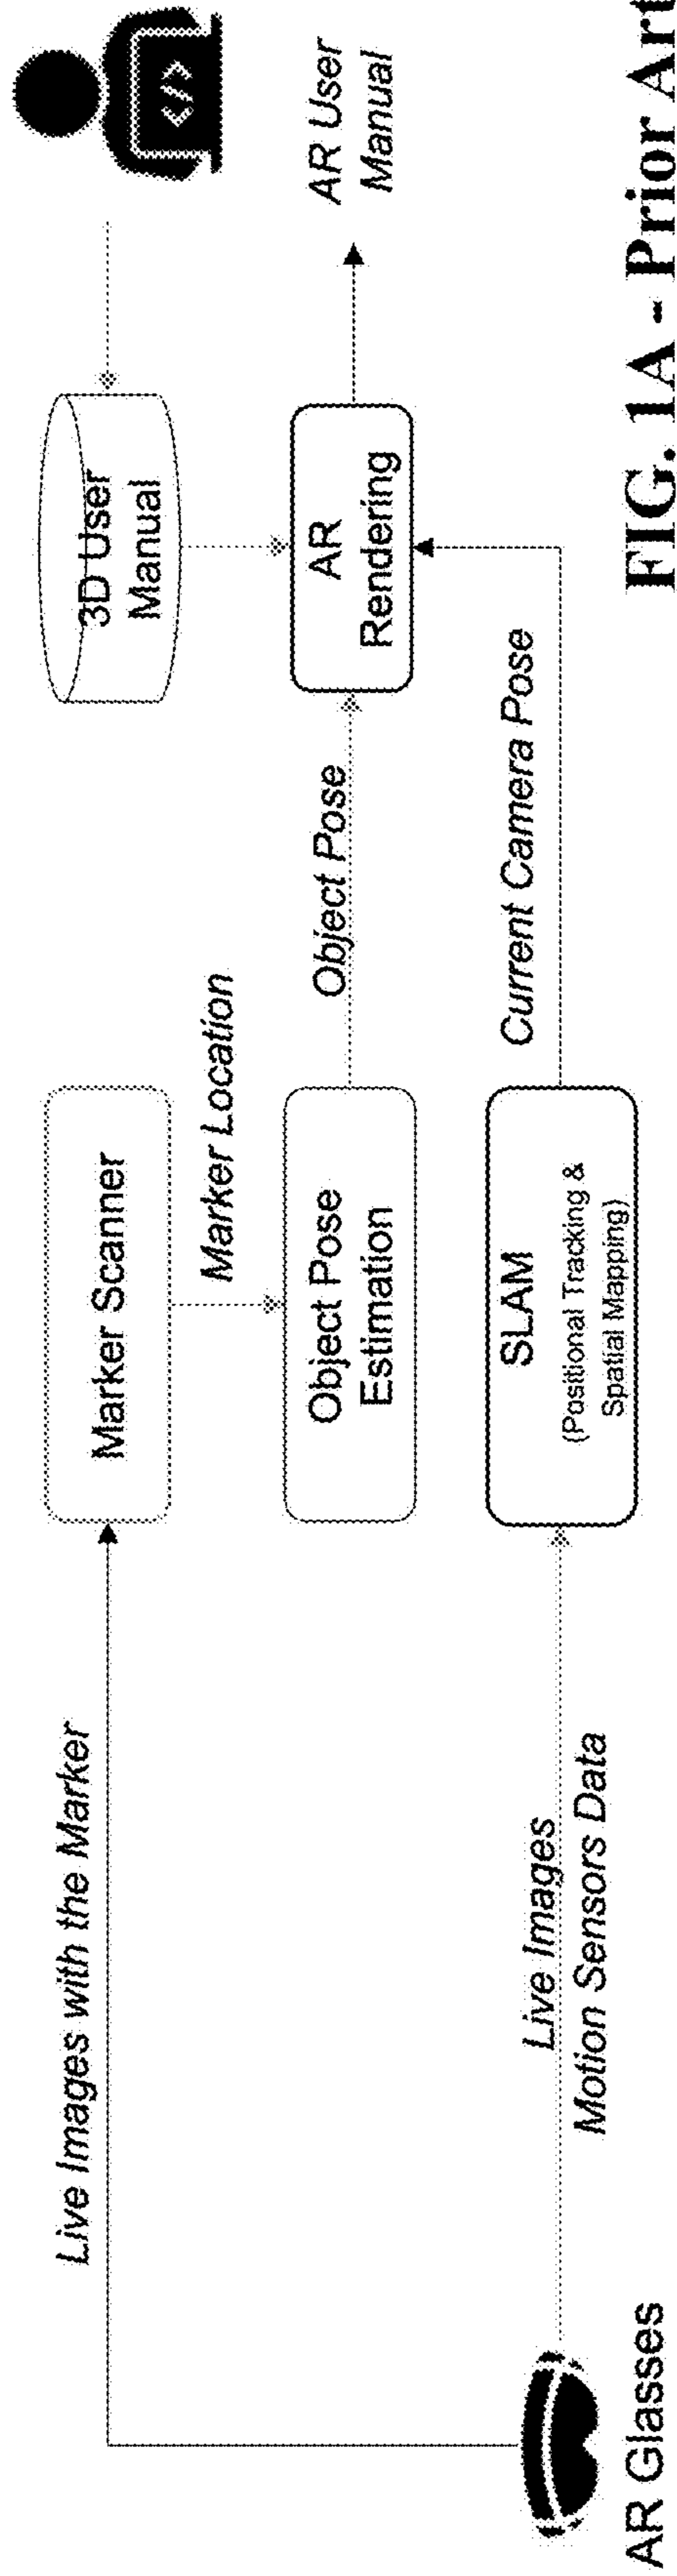 Live Images with the Marker
Marker Scanner
Marker Location
3D User
Manual
Object Pose
Estimation
Object Pose
AR
Rendering
AR User
Manual
</>
AR Glasses
Live Images
Motion Sensors Data
SLAM
(Positional Tracking &
Spatial Mapping)
Current Camera Pose
FIG. 1A - Prior Art